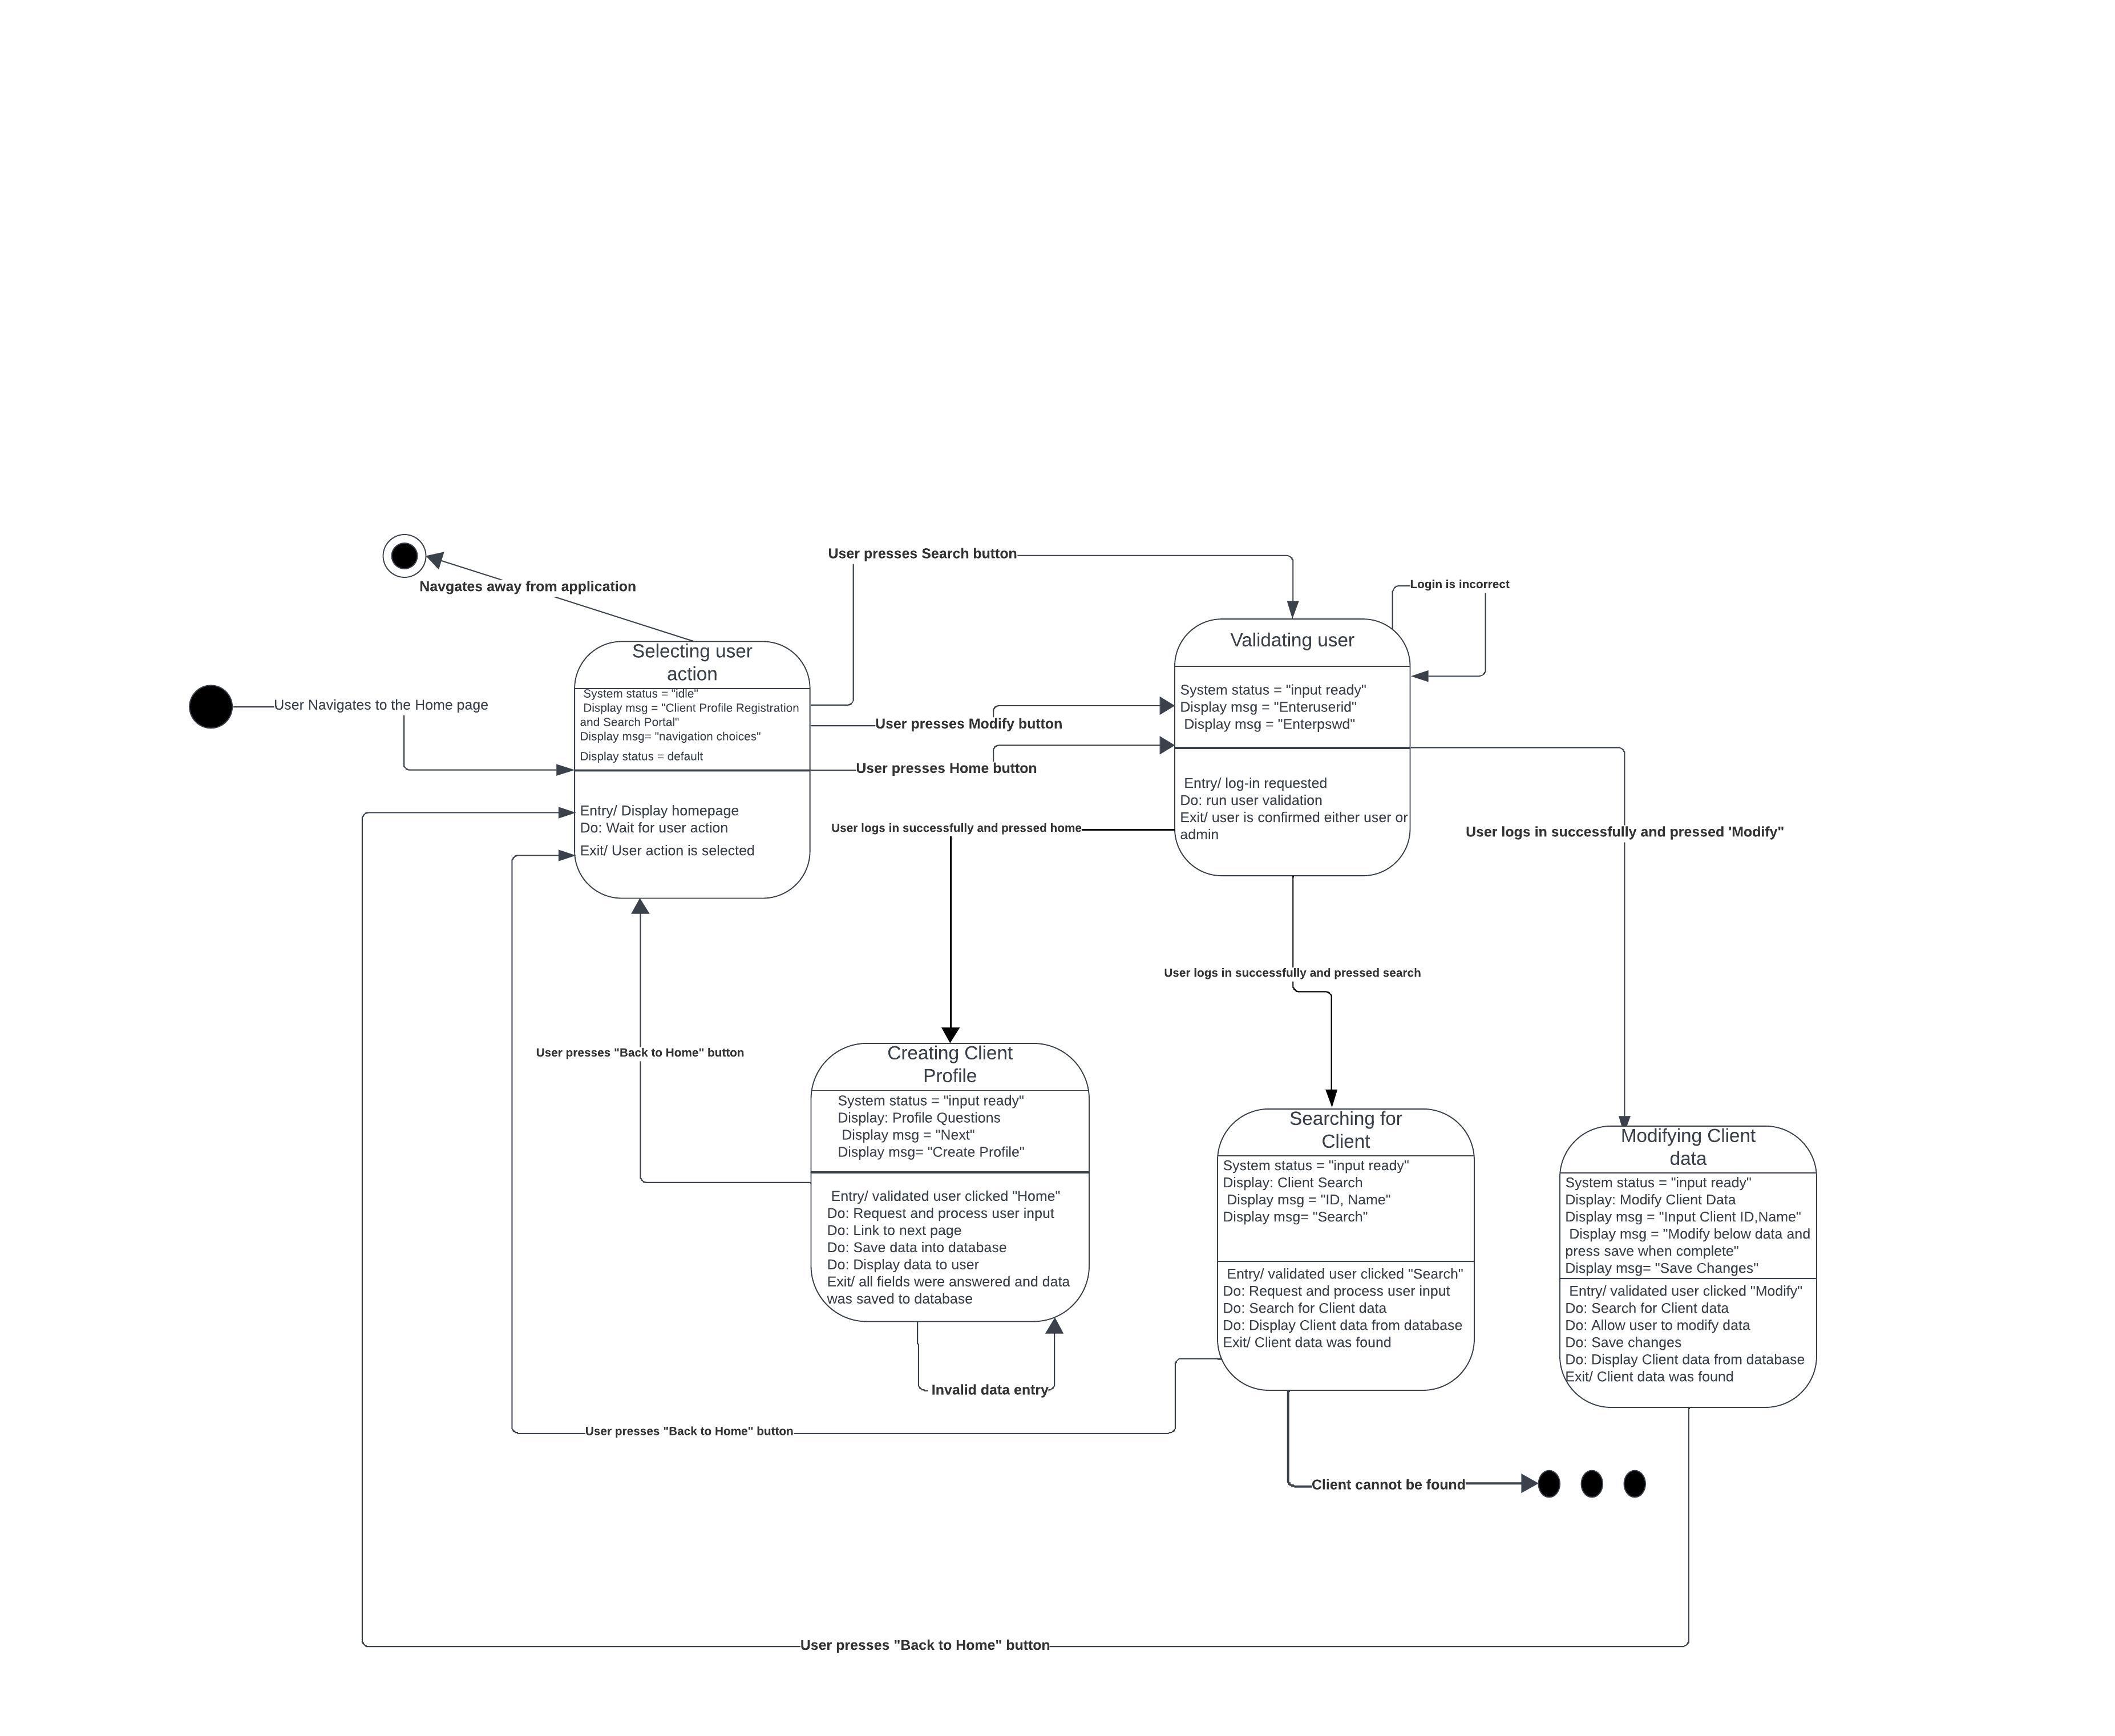 User presses Search button
Login is incorrect
Navgates away from application
Selecting user
action
System status = "idle"
Display msg = "Client Profile Registration
and Search Portal"
Display msg= "navigation choices"
Display status = default
Entry/ Display homepage
Do: Wait for user action
Exit/ User action is selected
User Navigates to the Home page
User presses Modify button
User presses Home button
Validating user
System status = "input ready"
Display msg = "Enteruserid"
Display msg = "Enterpswd"
Entry/ log-in requested
Do: run user validation
Exit/ user is confirmed either user or
admin
User logs in successfully and pressed home
User logs in successfully and pressed 'Modify"
User logs in successfully and pressed search
User presses "Back to Home" button
Creating Client
Profile
System status = "input ready"
Display: Profile Questions
Display msg = "Next"
Display msg= "Create Profile"
Entry/ validated user clicked "Home"
Do: Request and process user input
Do: Link to next page
Do: Save data into database
Do: Display data to user
Exit/ all fields were answered and data
was saved to database
Searching for
Client
System status = "input ready"
Display: Client Search
Display msg = "ID, Name"
Display msg= "Search"
Entry/ validated user clicked "Search"
Do: Request and process user input
Do: Search for Client data
Do: Display Client data from database
Exit/ Client data was found
Modifying Client
data
System status = "input ready"
Display: Modify Client Data
Display msg = "Input Client ID,Name"
Display msg = "Modify below data and
press save when complete"
Display msg= "Save Changes"
Entry/ validated user clicked "Modify"
Do: Search for Client data
Do: Allow user to modify data
Do: Save changes
Do: Display Client data from database
Exit/ Client data was found
Invalid data entry
User presses "Back to Home" button
Client cannot be found
User presses "Back to Home" button